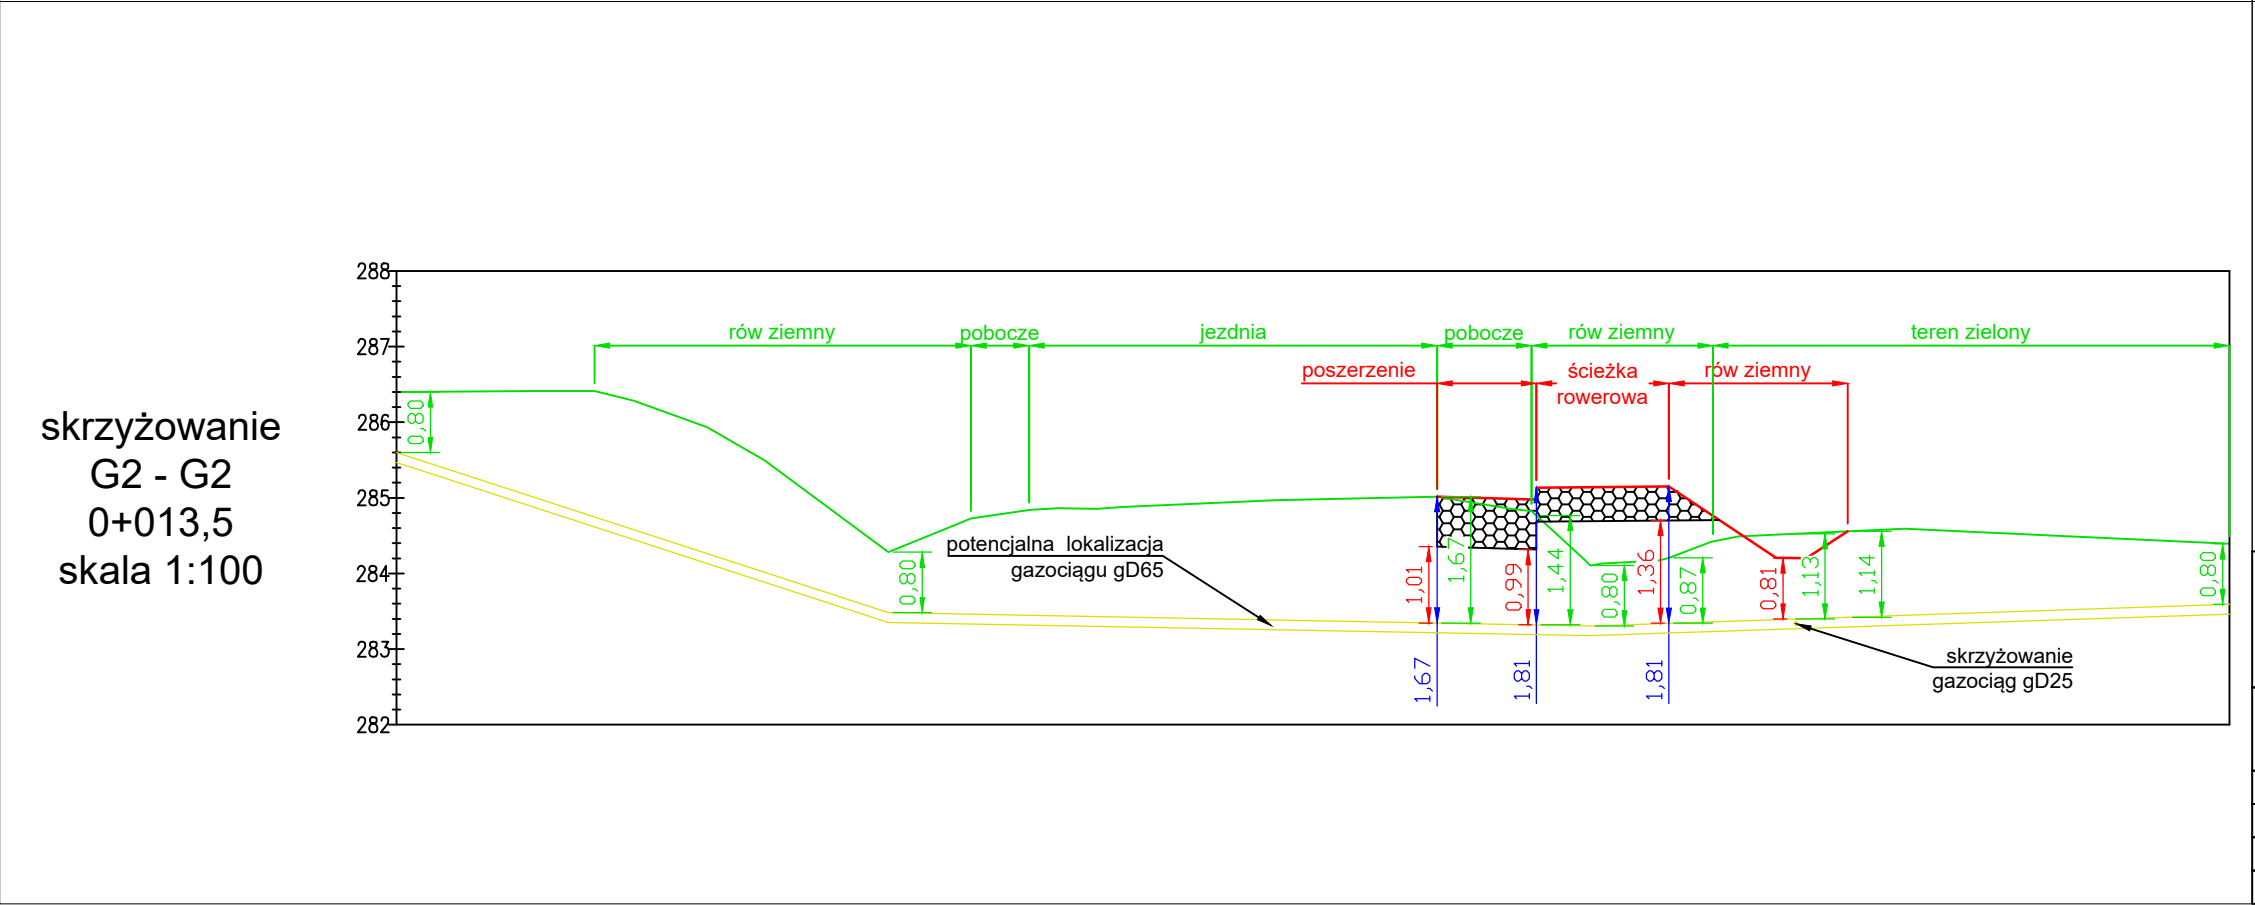 skrzyżowanie
G2 - G2
0+013,5
skala 1:100
288
287
286
285
284
283
282
rów ziemny
pobocze
jezdnia
pobocze
rów ziemny
teren zielony
poszerzenie
ścieżka
rowerowa
rów ziemny
0,80
0,80
potencjalna lokalizacja
gazociągu gD65
1,01
1,67
0,99
1,44
0,80
1,36
0,87
0,81
1,13
1,14
0,80
1,67
1,81
1,81
skrzyżowanie
gazociąg gD25